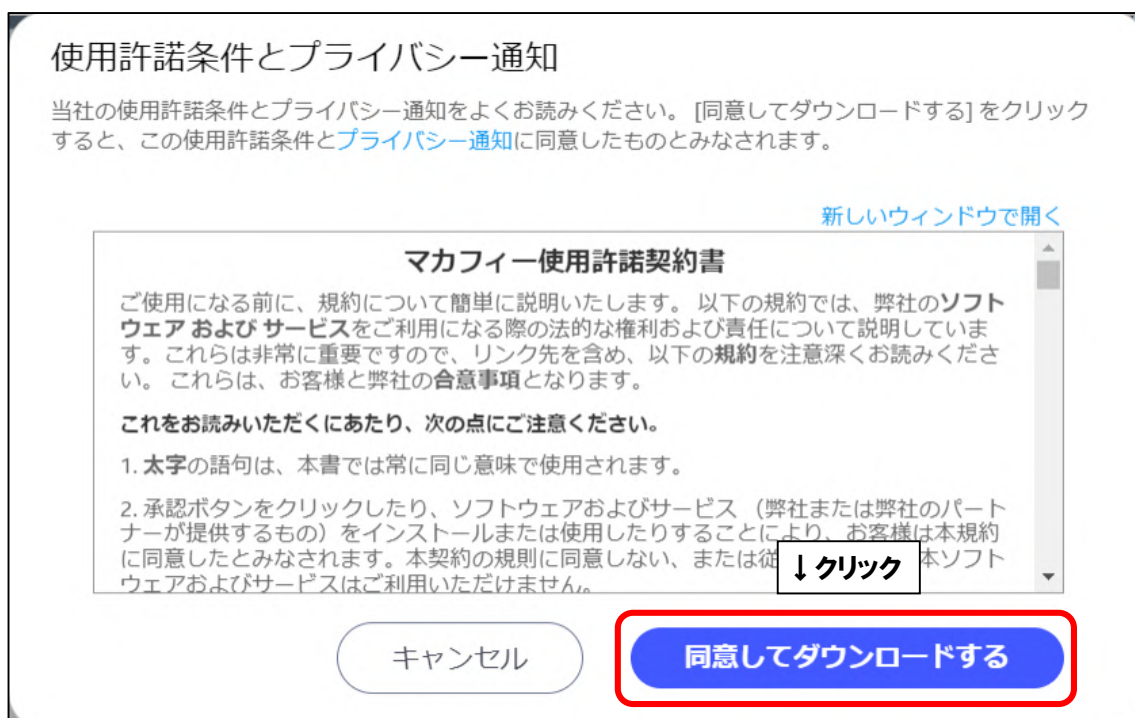 使用許諾条件とプライバシー通知
当社の使用許諾条件とプライバシー通知をよくお読みください。 [同意してダウンロードする] をクリック
すると、この使用許諾条件とプライバシー通知に同意したものとみなされます。
新しいウィンドウで開く
マカフィー使用許諾契約書
ご使用になる前に、規約について簡単に説明いたします。 以下の規約では、弊社のソフト
ウェア および サービスをご利用になる際の法的な権利および責任について説明していま
す。これらは非常に重要ですので、リンク先を含め、以下の規約を注意深くお読みくださ
い。 これらは、お客様と弊社の合意事項となります。
これをお読みいただくにあたり、次の点にご注意ください。
1. 太字の語句は、本書では常に同じ意味で使用されます。
2. 承認ボタンをクリックしたり、ソフトウェアおよびサービス （弊社または弊社のパート
ナーが提供するもの）をインストールまたは使用したりすることにより、お客様は本規約
に同意したとみなされます。本契約の規則に同意しない、または従 本ソフト
ウェアおよびサービスはご利用いただけません。
↓クリック
キャンセル
同意してダウンロードする